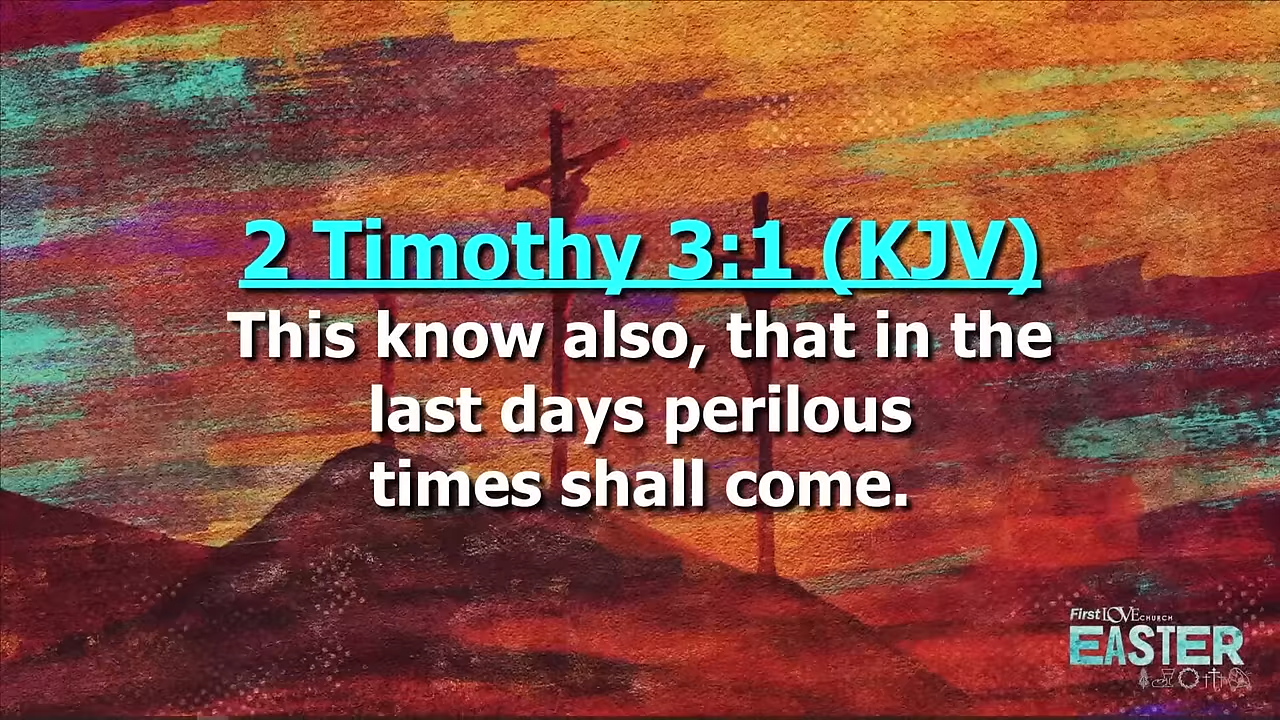 2 Timothy 3:1 (KJV)
This know also, that in the
last days perilous
times shall come.
First LOVE CHURCH
EASTER